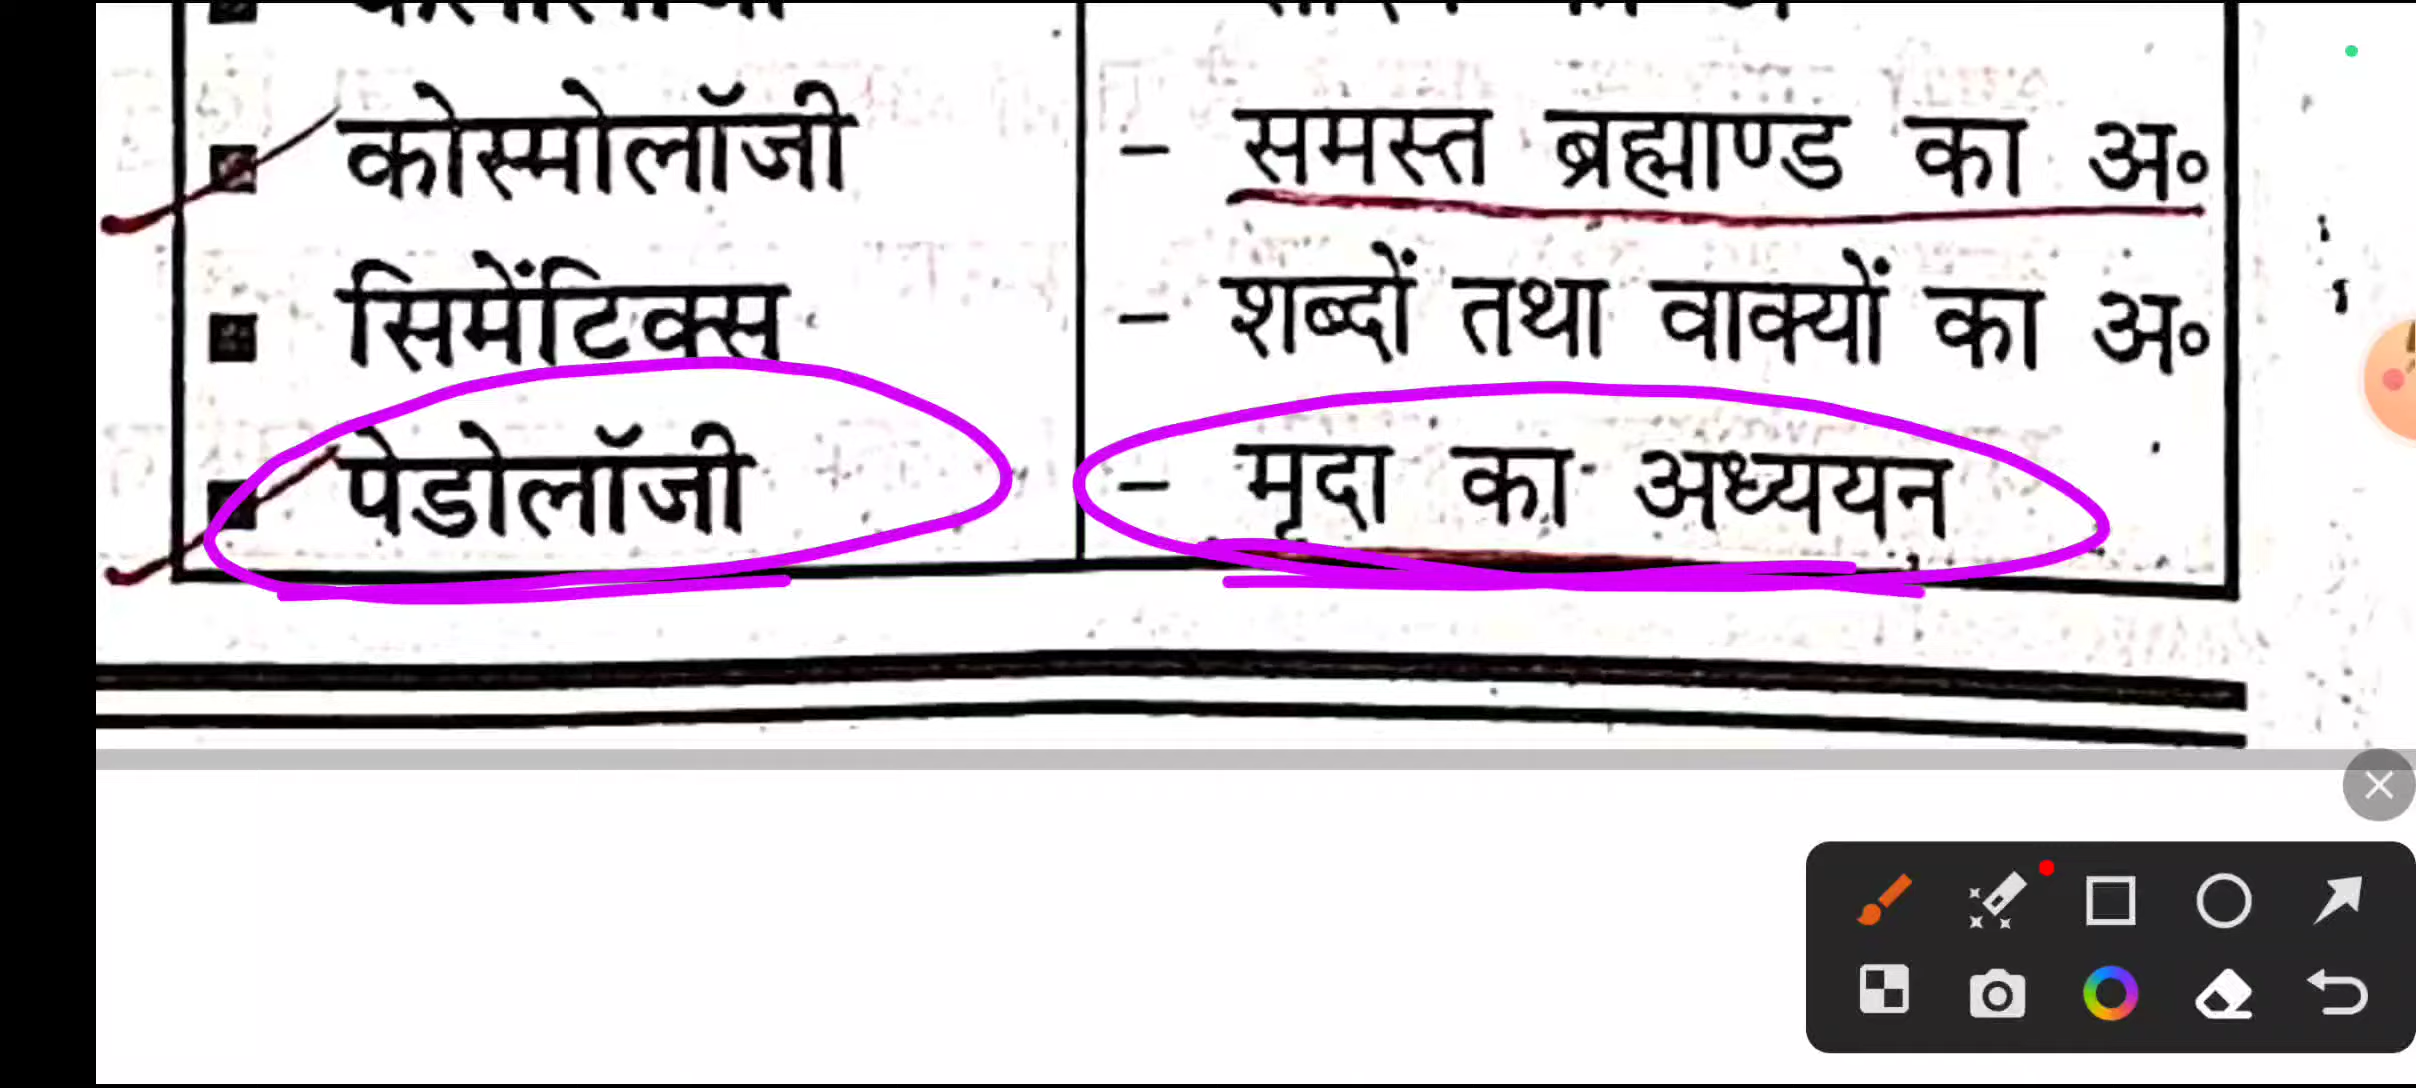 कोस्मोलॉजी – समस्त ब्रह्माण्ड का अ०
सिमेंटिक्स – शब्दों तथा वाक्यों का अ०
पेडोलॉजी – मृदा का अध्ययन